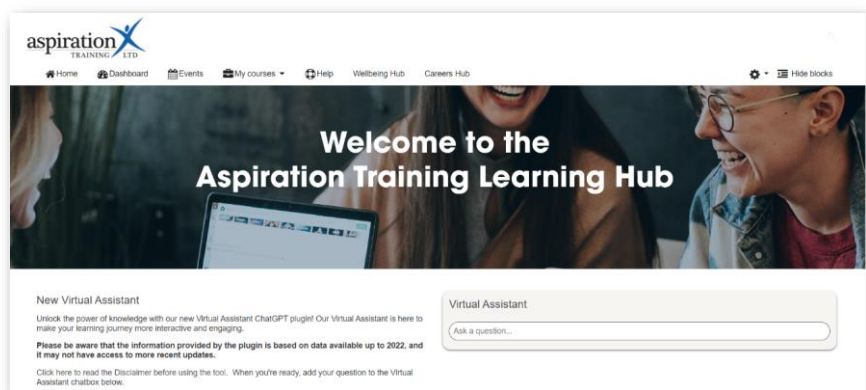 aspiration
TRAINING LTD
Home Dashboard Events My courses Help Wellbeing Hub Careers Hub Hide blocks
Welcome to the
Aspiration Training Learning Hub
New Virtual Assistant
Unlock the power of knowledge with our new Virtual Assistant ChatGPT plugin! Our Virtual Assistant is here to
make your learning journey more interactive and engaging.
Please be aware that the information provided by the plugin is based on data available up to 2022, and
it may not have access to more recent updates.
Click here to read the Disclaimer before using the tool. When you're ready, add your question to the Virtual
Assistant chatbox below.
Virtual Assistant
Ask a question...